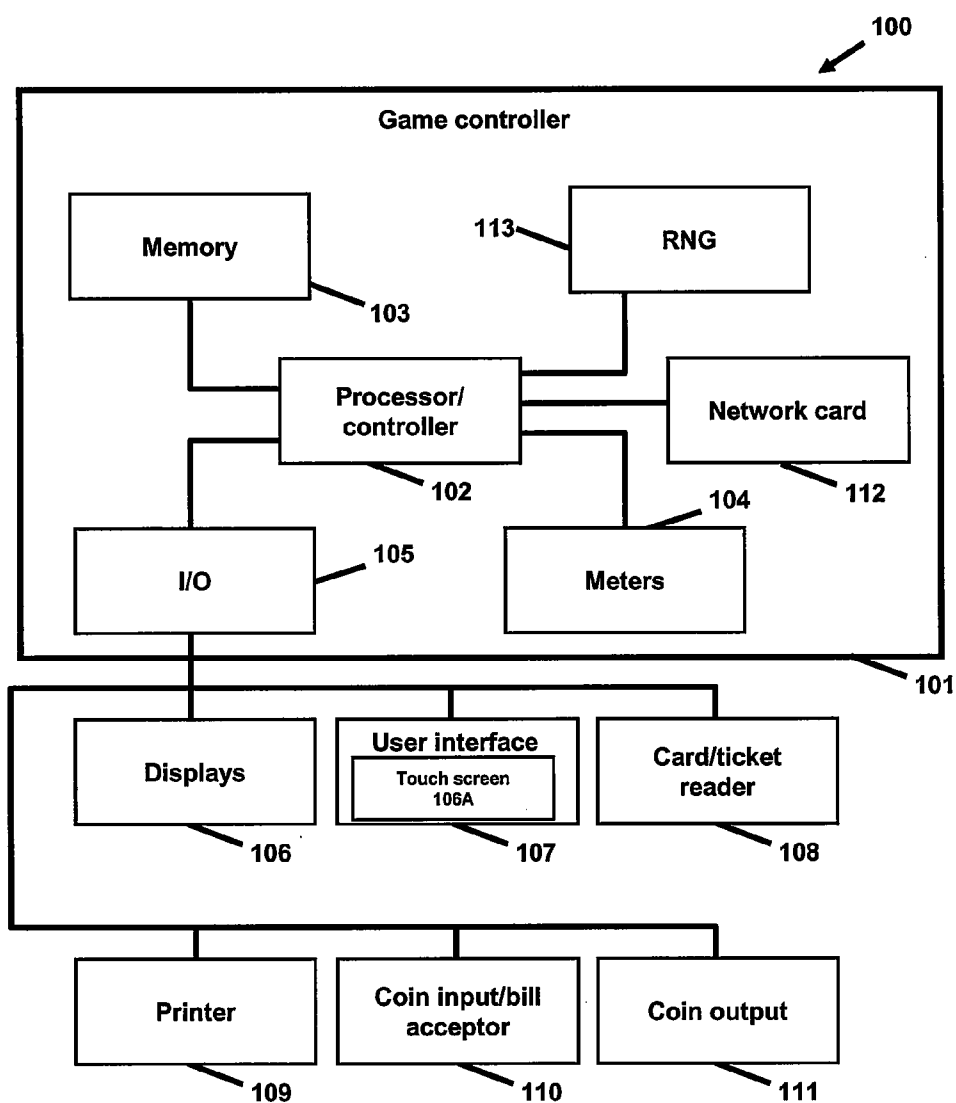 100
Game controller
Memory
103
113
RNG
Processor/
controller
102
Network card
112
I/O
105
104
Meters
101
Displays
106
User interface
Touch screen
106A
107
Card/ticket
reader
108
Printer
109
Coin input/bill
acceptor
110
Coin output
111